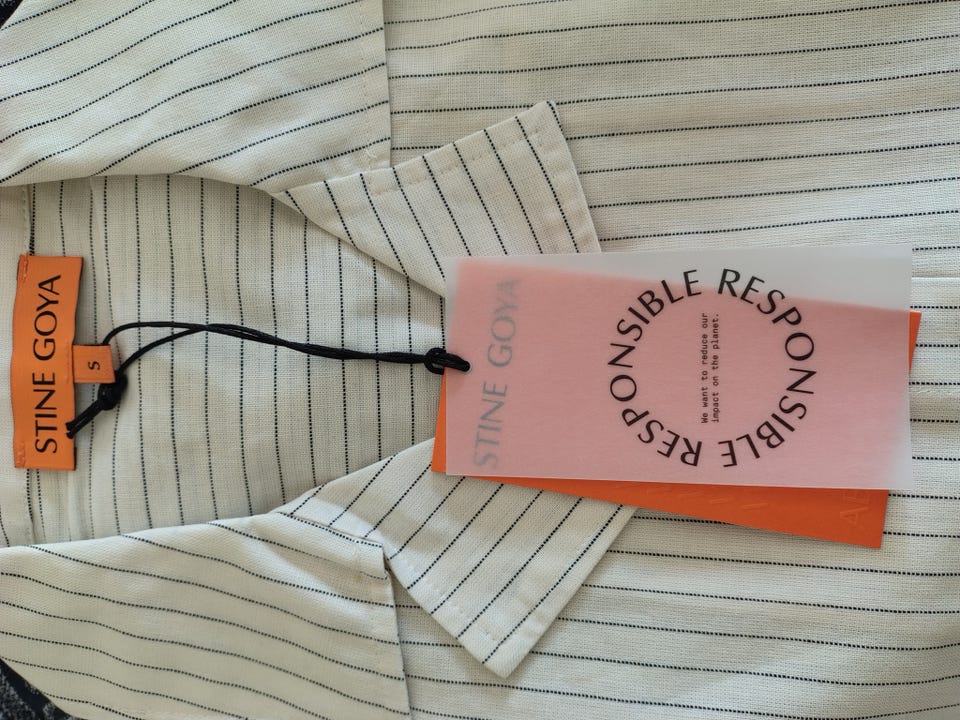 STINE GOYA
S
STINE GOYA
RESPONSIBLE RESPONSIBLE
We want to reduce our
impact on the planet.